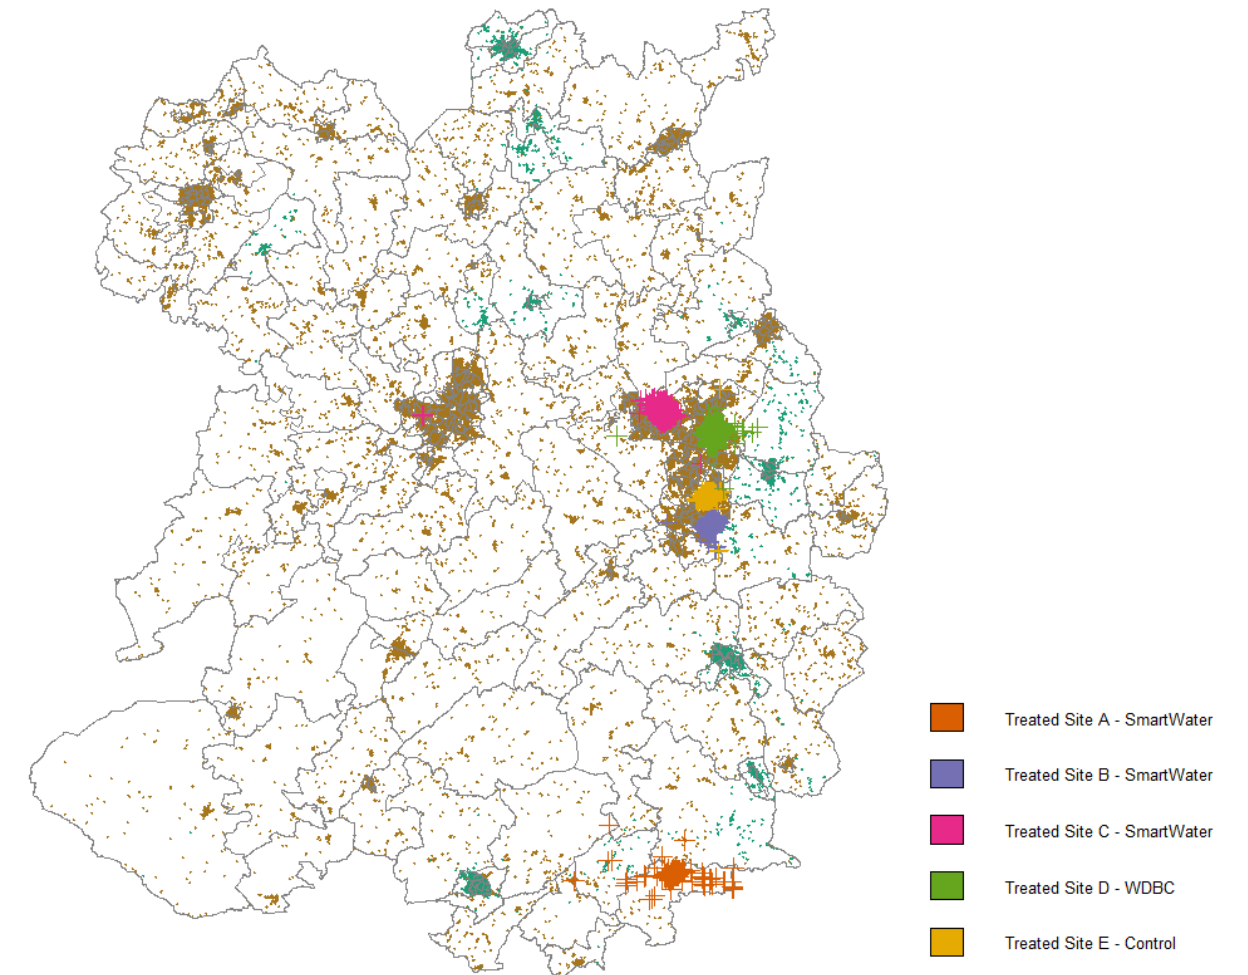 Treated Site A - SmartWater
Treated Site B - SmartWater
Treated Site C - SmartWater
Treated Site D - WDBC
Treated Site E - Control